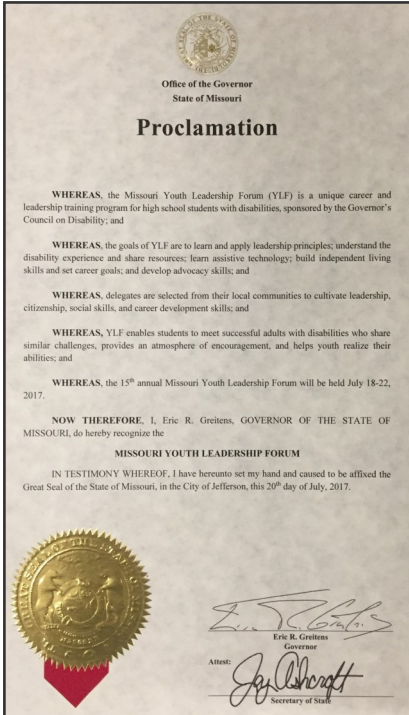 Office of the Governor
State of Missouri
Proclamation
WHEREAS, the Missouri Youth Leadership Forum (YLF) is a unique career and
leadership training program for high school students with disabilities, sponsored by the Governor's
Council on Disability; and
WHEREAS, the goals of YLF are to learn and apply leadership principles; understand the
disability experience and share resources; learn assistive technology; build independent living
skills and set career goals; and develop advocacy skills; and
WHEREAS, delegates are selected from their local communities to cultivate leadership,
citizenship, social skills, and career development skills; and
WHEREAS, YLF enables students to meet successful adults with disabilities who share
similar challenges, provides an atmosphere of encouragement, and helps youth realize their
abilities; and
WHEREAS, the 15th annual Missouri Youth Leadership Forum will be held July 18-22,
2017.
NOW THEREFORE, I, Eric R. Greitens, GOVERNOR OF THE STATE OF
MISSOURI, do hereby recognize the
MISSOURI YOUTH LEADERSHIP FORUM
IN TESTIMONY WHEREOF, I have hereunto set my hand and caused to be affixed the
Great Seal of the State of Missouri, in the City of Jefferson, this 20th day of July, 2017.
Eric R. Greitens
Governor
Attest:
Jay Ashcroft
Secretary of State